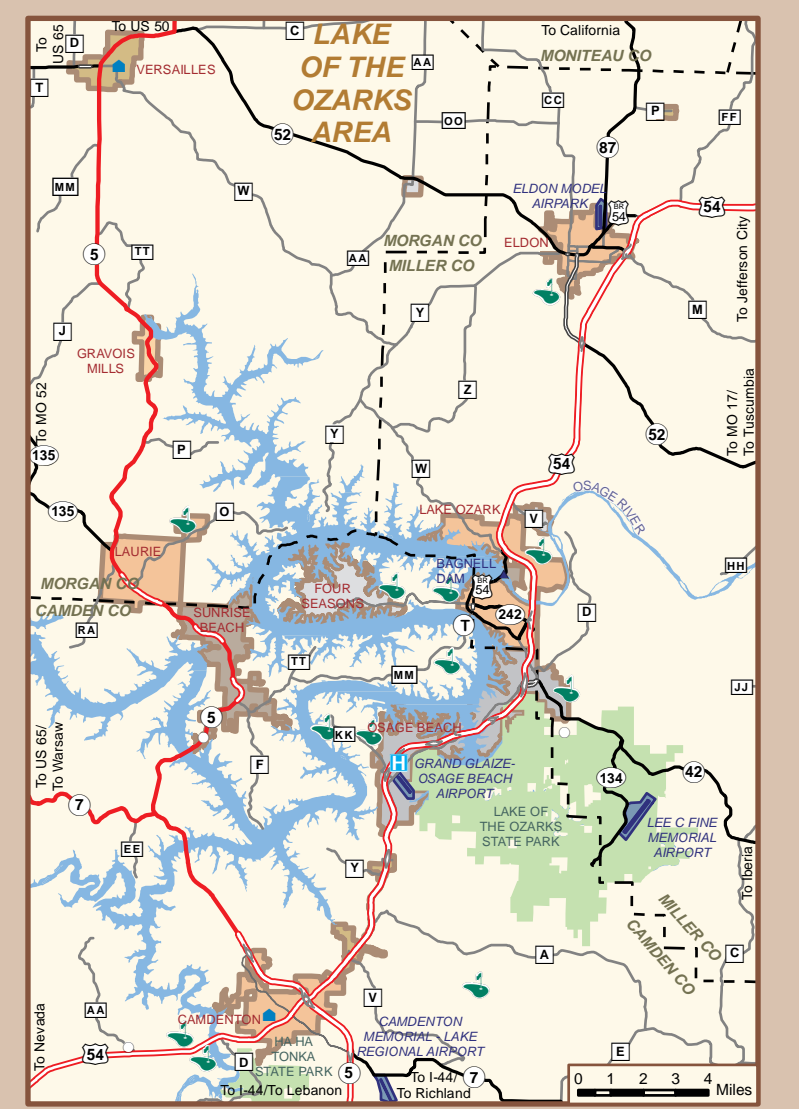 To US 50
To
US 65
D
C
LAKE
OF THE
OZARKS
AREA
AA
To California
MONITEAU CO
VERSAILLES
T
CC
P
FF
OO
52
87
MM
W
ELDON MODEL
AIRPARK
BR
54
54
5
TT
AA
MORGAN CO
MILLER CO
ELDON
To Jefferson City
J
Y
M
GRAVOIS
MILLS
Z
To MO 52
To MO 17/
To Tuscumbia
Y
52
135
P
W
54
135
O
LAKE OZARK
V
OSAGE RIVER
LAURIE
BAGNELL
DAM
HH
MORGAN CO
CAMDEN CO
FOUR
SEASONS
BR
54
SUNRISE
BEACH
242
D
RA
T
TT
MM
JJ
5
OSAGE BEACH
KK
To US 65/
To Warsaw
F
H
GRAND GLAIZE-
OSAGE BEACH
AIRPORT
134
42
7
LAKE OF
THE OZARKS
STATE PARK
LEE C FINE
MEMORIAL
AIRPORT
EE
Y
To Iberia
MILLER CO
CAMDEN CO
A
C
V
AA
CAMDENTON
CAMDENTON
MEMORIAL LAKE
REGIONAL AIRPORT
To Nevada
HA HA
TONKA
STATE PARK
54
D
E
5
To I-44/To Lebanon
To I-44/
To Richland
7
0 1 2 3 4 Miles